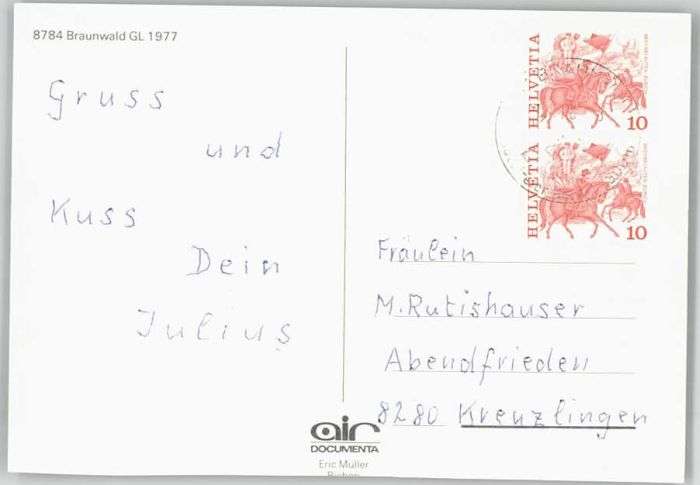 8784 Braunwald GL 1977
Gruss
und
Kuss
Dein
Julius
HELVETIA
10
HELVETIA
10
Fräulein
M. Rutishauser
Abendfrieden
8280 Kreuzlingen
air
DOCUMENTA
Eric Müller